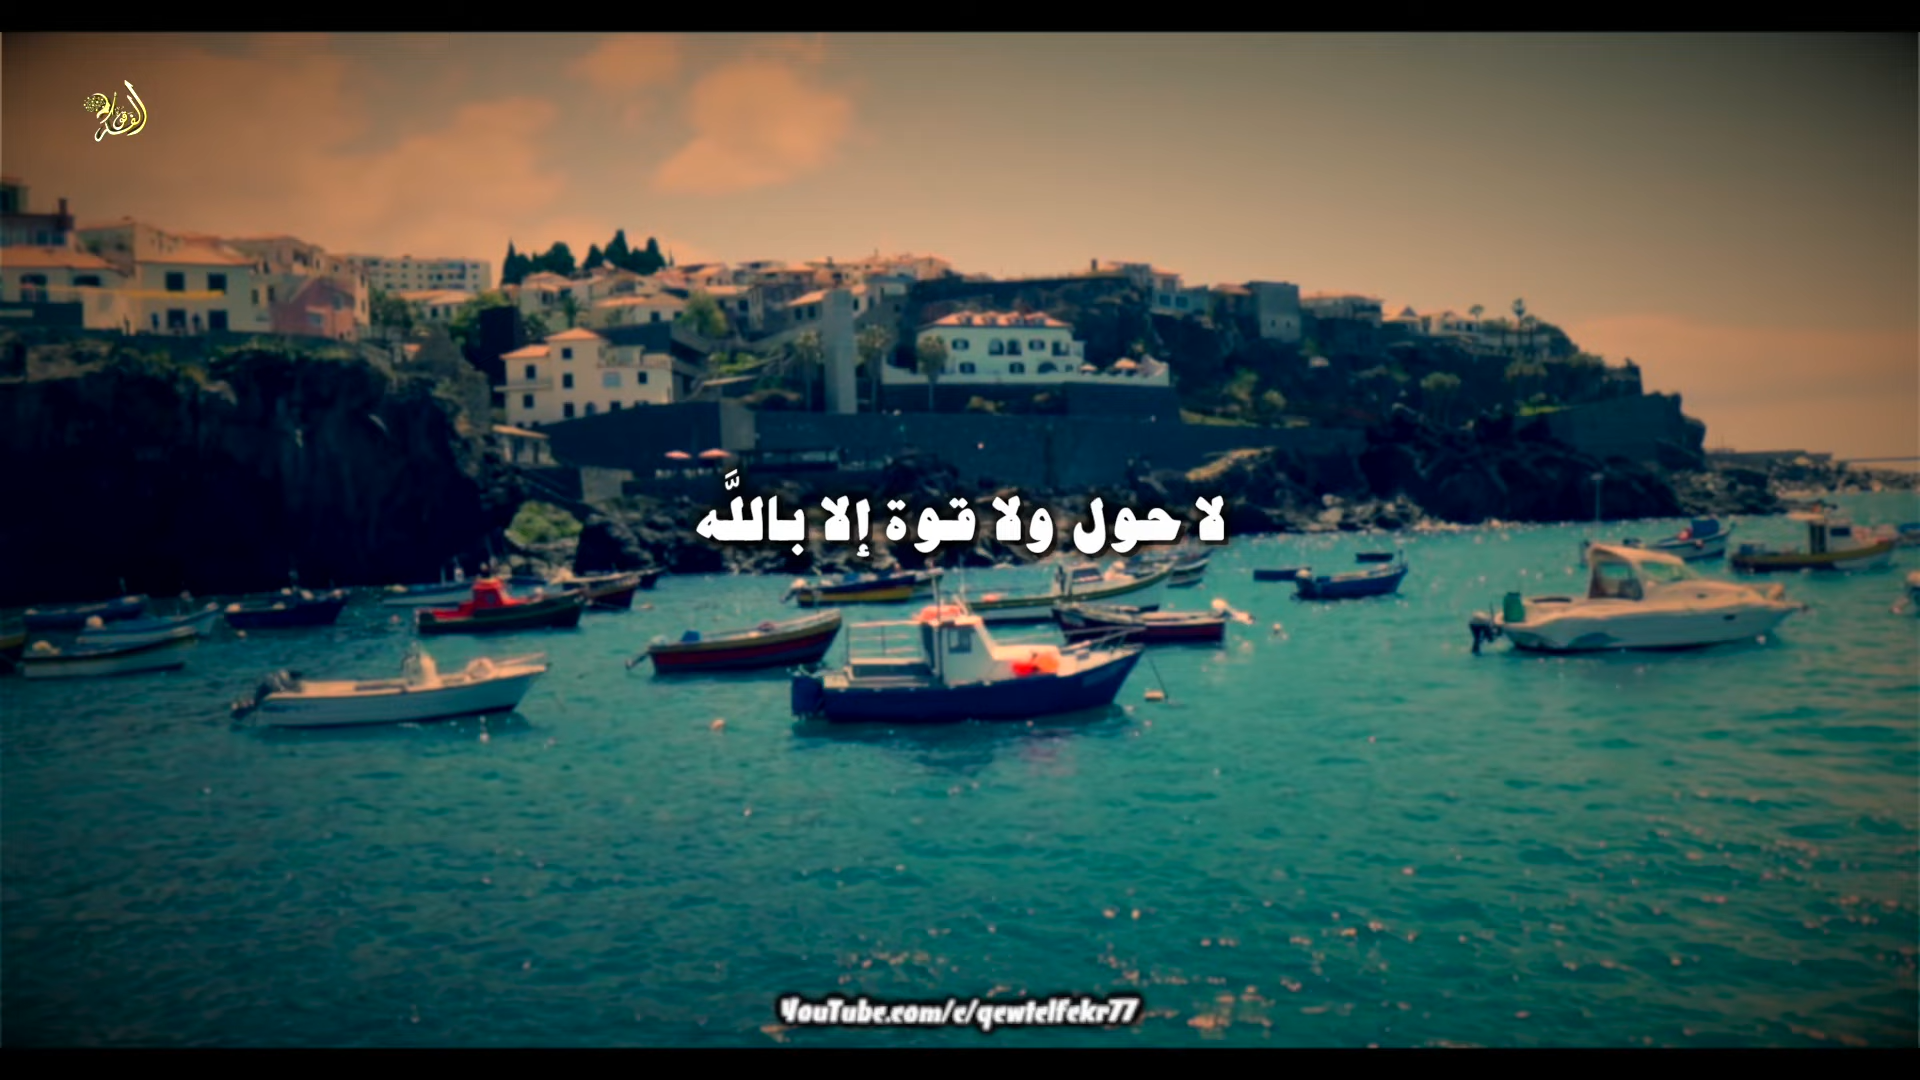 لا حول ولا قوة إلا باللَّه
YouTube.com/c/qewtelfekr77